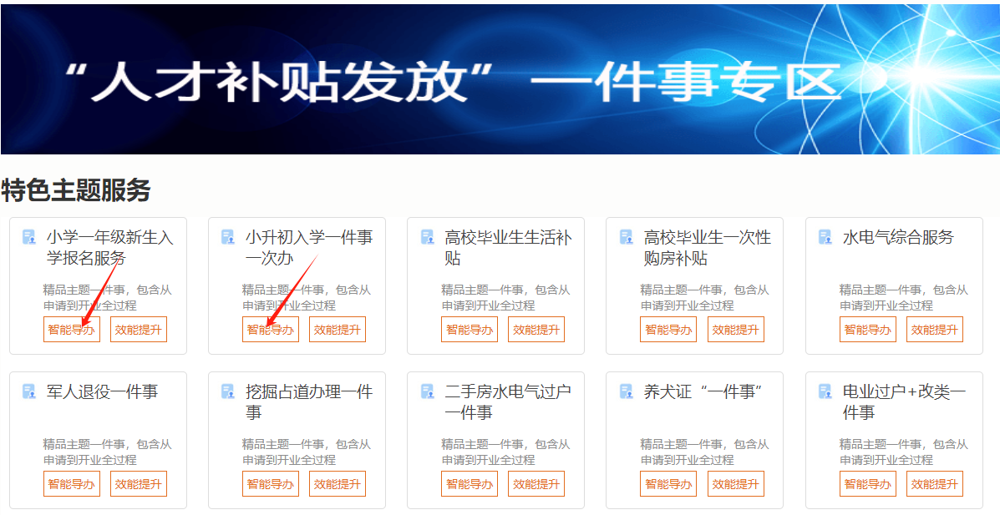 “人才补贴发放” 一件事专区
特色主题服务
小学一年级新生入
学报名服务
精品主题一件事，包含从
申请到开业全过程
智能导办 效能提升
小升初入学一件事
一次办
精品主题一件事，包含从
申请到开业全过程
智能导办 效能提升
高校毕业生生活补
贴
精品主题一件事，包含从
申请到开业全过程
智能导办 效能提升
高校毕业生一次性
购房补贴
精品主题一件事，包含从
申请到开业全过程
智能导办 效能提升
水电气综合服务
精品主题一件事，包含从
申请到开业全过程
智能导办 效能提升
军人退役一件事
精品主题一件事，包含从
申请到开业全过程
智能导办 效能提升
挖掘占道办理一件
事
精品主题一件事，包含从
申请到开业全过程
智能导办 效能提升
二手房水电气过户
一件事
精品主题一件事，包含从
申请到开业全过程
智能导办 效能提升
养犬证“一件事”
精品主题一件事，包含从
申请到开业全过程
智能导办 效能提升
电业过户+改类一
件事
精品主题一件事，包含从
申请到开业全过程
智能导办 效能提升